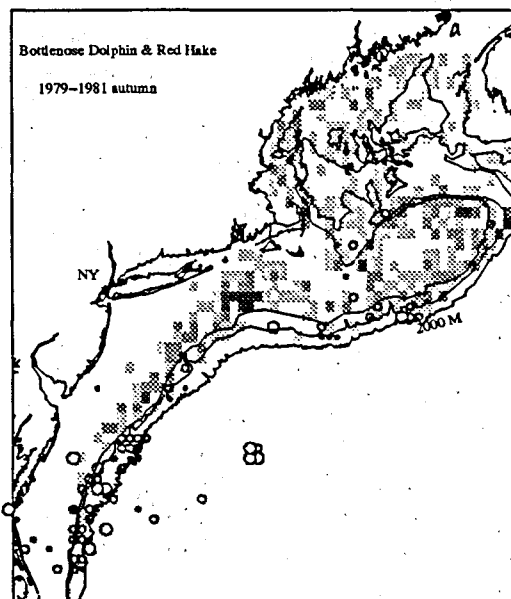 Bottlenose Dolphin & Red Hake
1979-1981 autumn
a
NY
2000 M